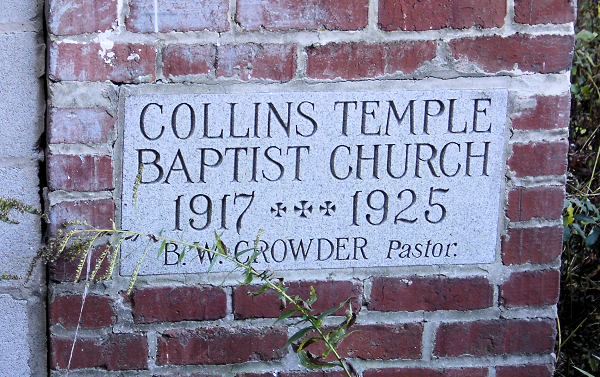 COLLINS TEMPLE
BAPTIST CHURCH
1917 ✠✠✠ 1925
B. W. CROWDER Pastor.